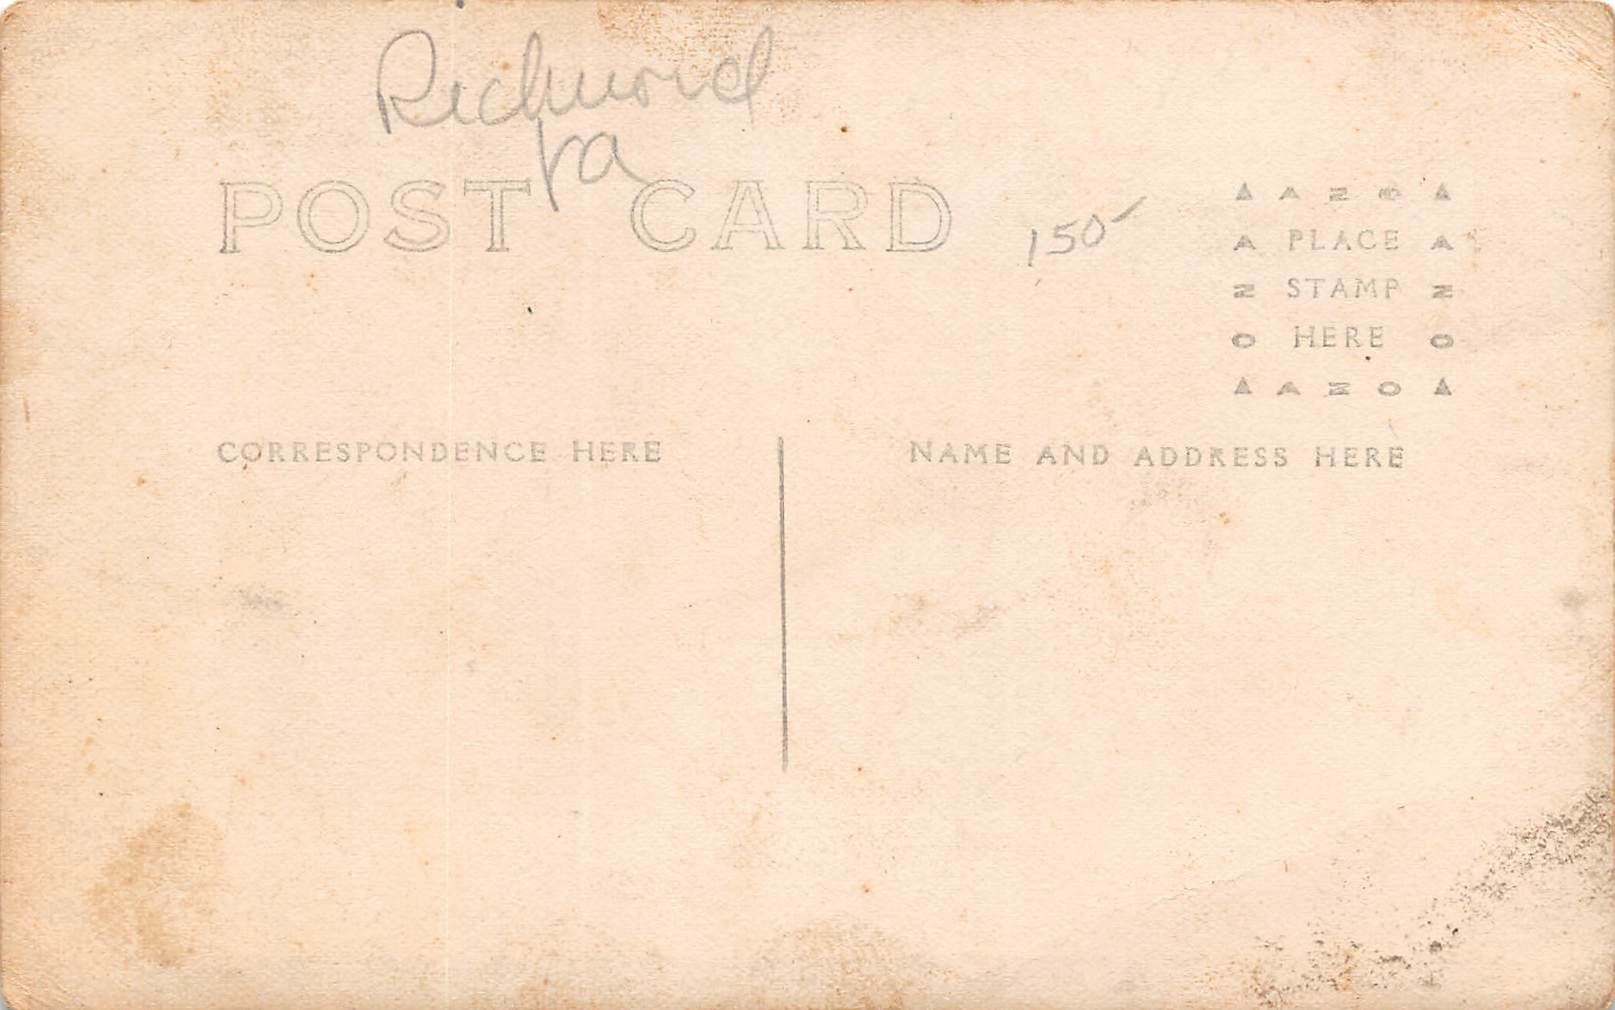 Richmond
Va
POST CARD
150-
▲ A Z O ▲
A PLACE A
Z STAMP Z
O HERE O
▲ A Z O ▲
CORRESPONDENCE HERE
NAME AND ADDRESS HERE